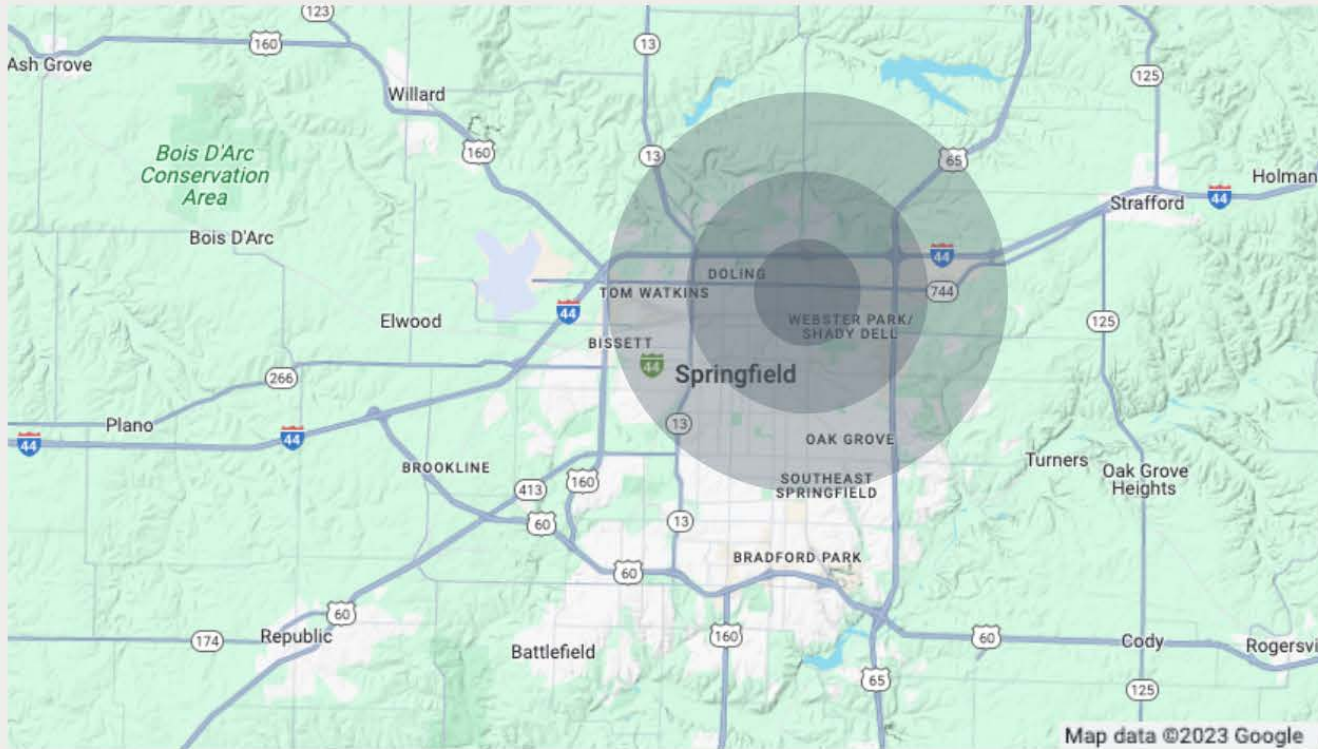 123
13
160
Ash Grove
125
Willard
160
13
65
Bois D'Arc
Conservation
Area
Holman
44
Strafford
Bois D'Arc
44
DOLING
TOM WATKINS
744
44
Elwood
WEBSTER PARK/
SHADY DELL
125
BISSETT
44
Springfield
266
Plano
13
44
44
OAK GROVE
BROOKLINE
Turners
Oak Grove
Heights
160
413
SOUTHEAST
SPRINGFIELD
60
13
BRADFORD PARK
60
60
174
Republic
160
60
Cody
Rogersvi
Battlefield
65
125
Map data ©2023 Google